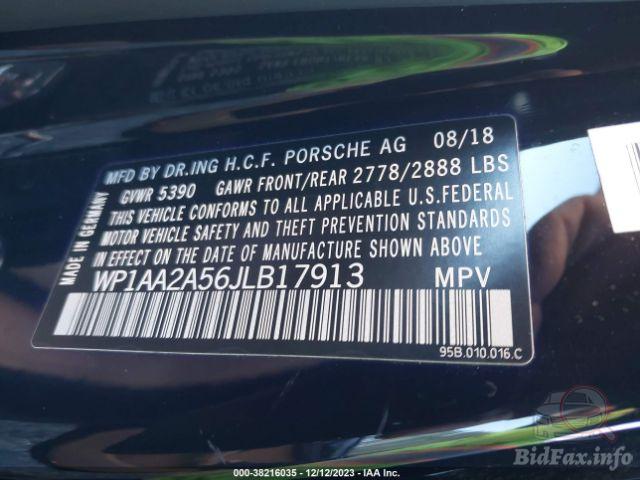 MFD BY DR.ING H.C.F. PORSCHE AG 08/18
GVWR 5390 GAWR FRONT/REAR 2778/2888 LBS
THIS VEHICLE CONFORMS TO ALL APPLICABLE U.S.FEDERAL
MOTOR VEHICLE SAFETY AND THEFT PREVENTION STANDARDS
IN EFFECT ON THE DATE OF MANUFACTURE SHOWN ABOVE
WP1AA2A56JLB17913 MPV
MADE IN GERMANY
95B.010.016.C
BidFax.info
000-38216035 - 12/12/2023 - IAA Inc.